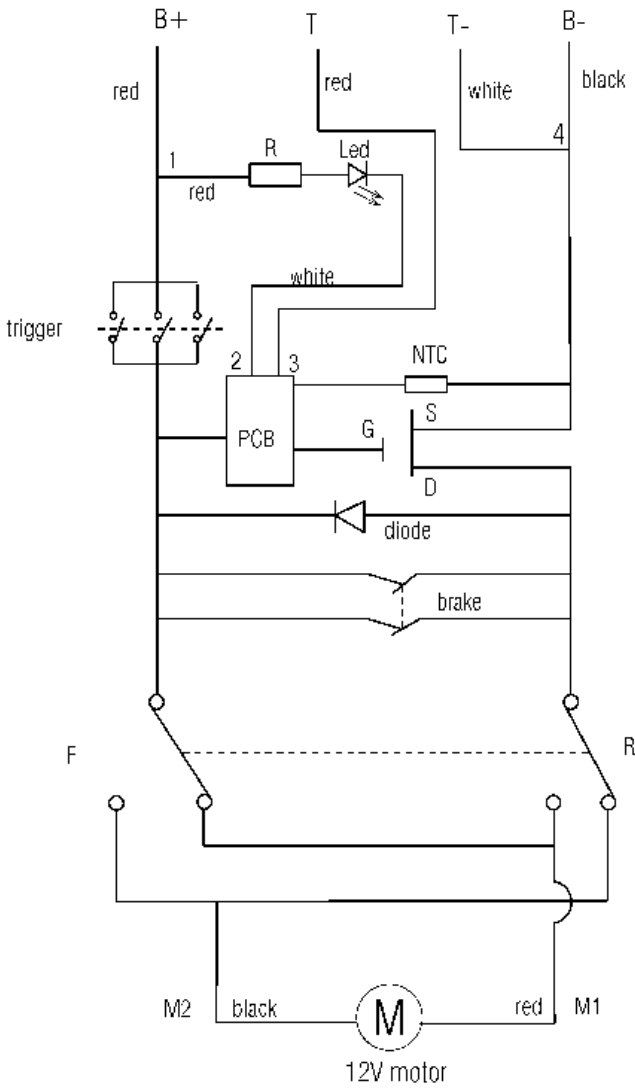 B+ T T- B-
red red white black
4
1 R Led
red
white
trigger
2 3 NTC
S
G
PCB
D
diode
brake
F R
M2 black M red M1
12V motor